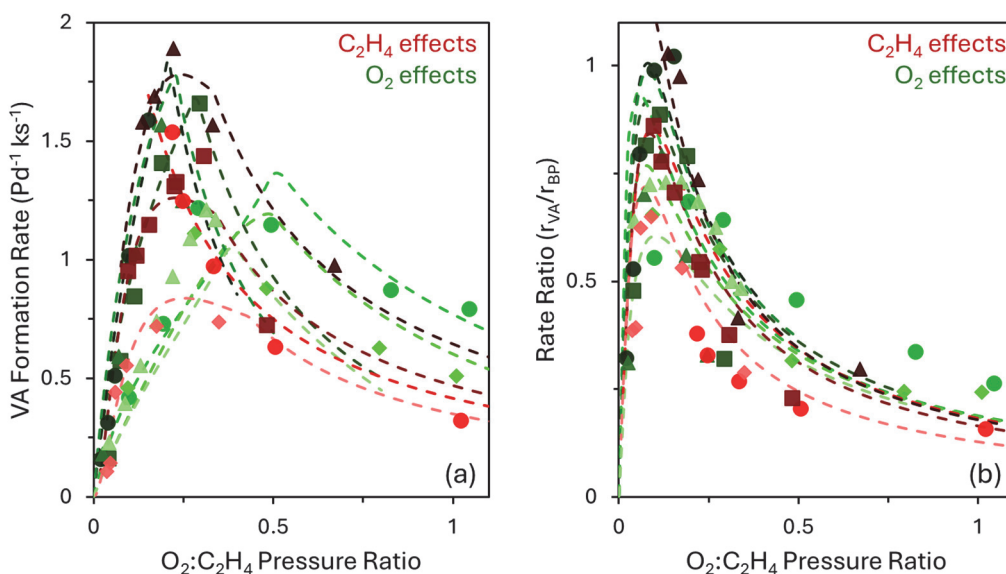 C₂H₄ effects
O₂ effects
VA Formation Rate (Pd⁻¹ ks⁻¹)
2
1.5
1
0.5
0
0
0.5
1
(a)
O₂:C₂H₄ Pressure Ratio
C₂H₄ effects
O₂ effects
Rate Ratio (r_VA/r_BP)
1
0.5
0
0
0.5
1
(b)
O₂:C₂H₄ Pressure Ratio